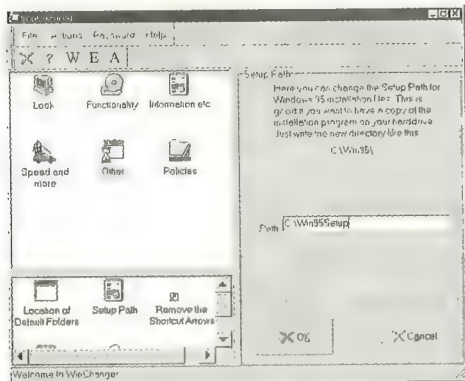 File Password Help
X ? W E A
Look
Functionality
Information etc
Speed and more
Other
Policies
Location of Default Folders
Setup Path
Remove the Shortcut Arrows
Setup Path
Here you can change the Setup Path for
Windows 95 installation files. This is
good if you want to have a copy of the
installation program on your harddrive
Just write the new directory like this
C:\Win95\
Path C:\Win95Setup
OK
Cancel
Welcome to WinChanger